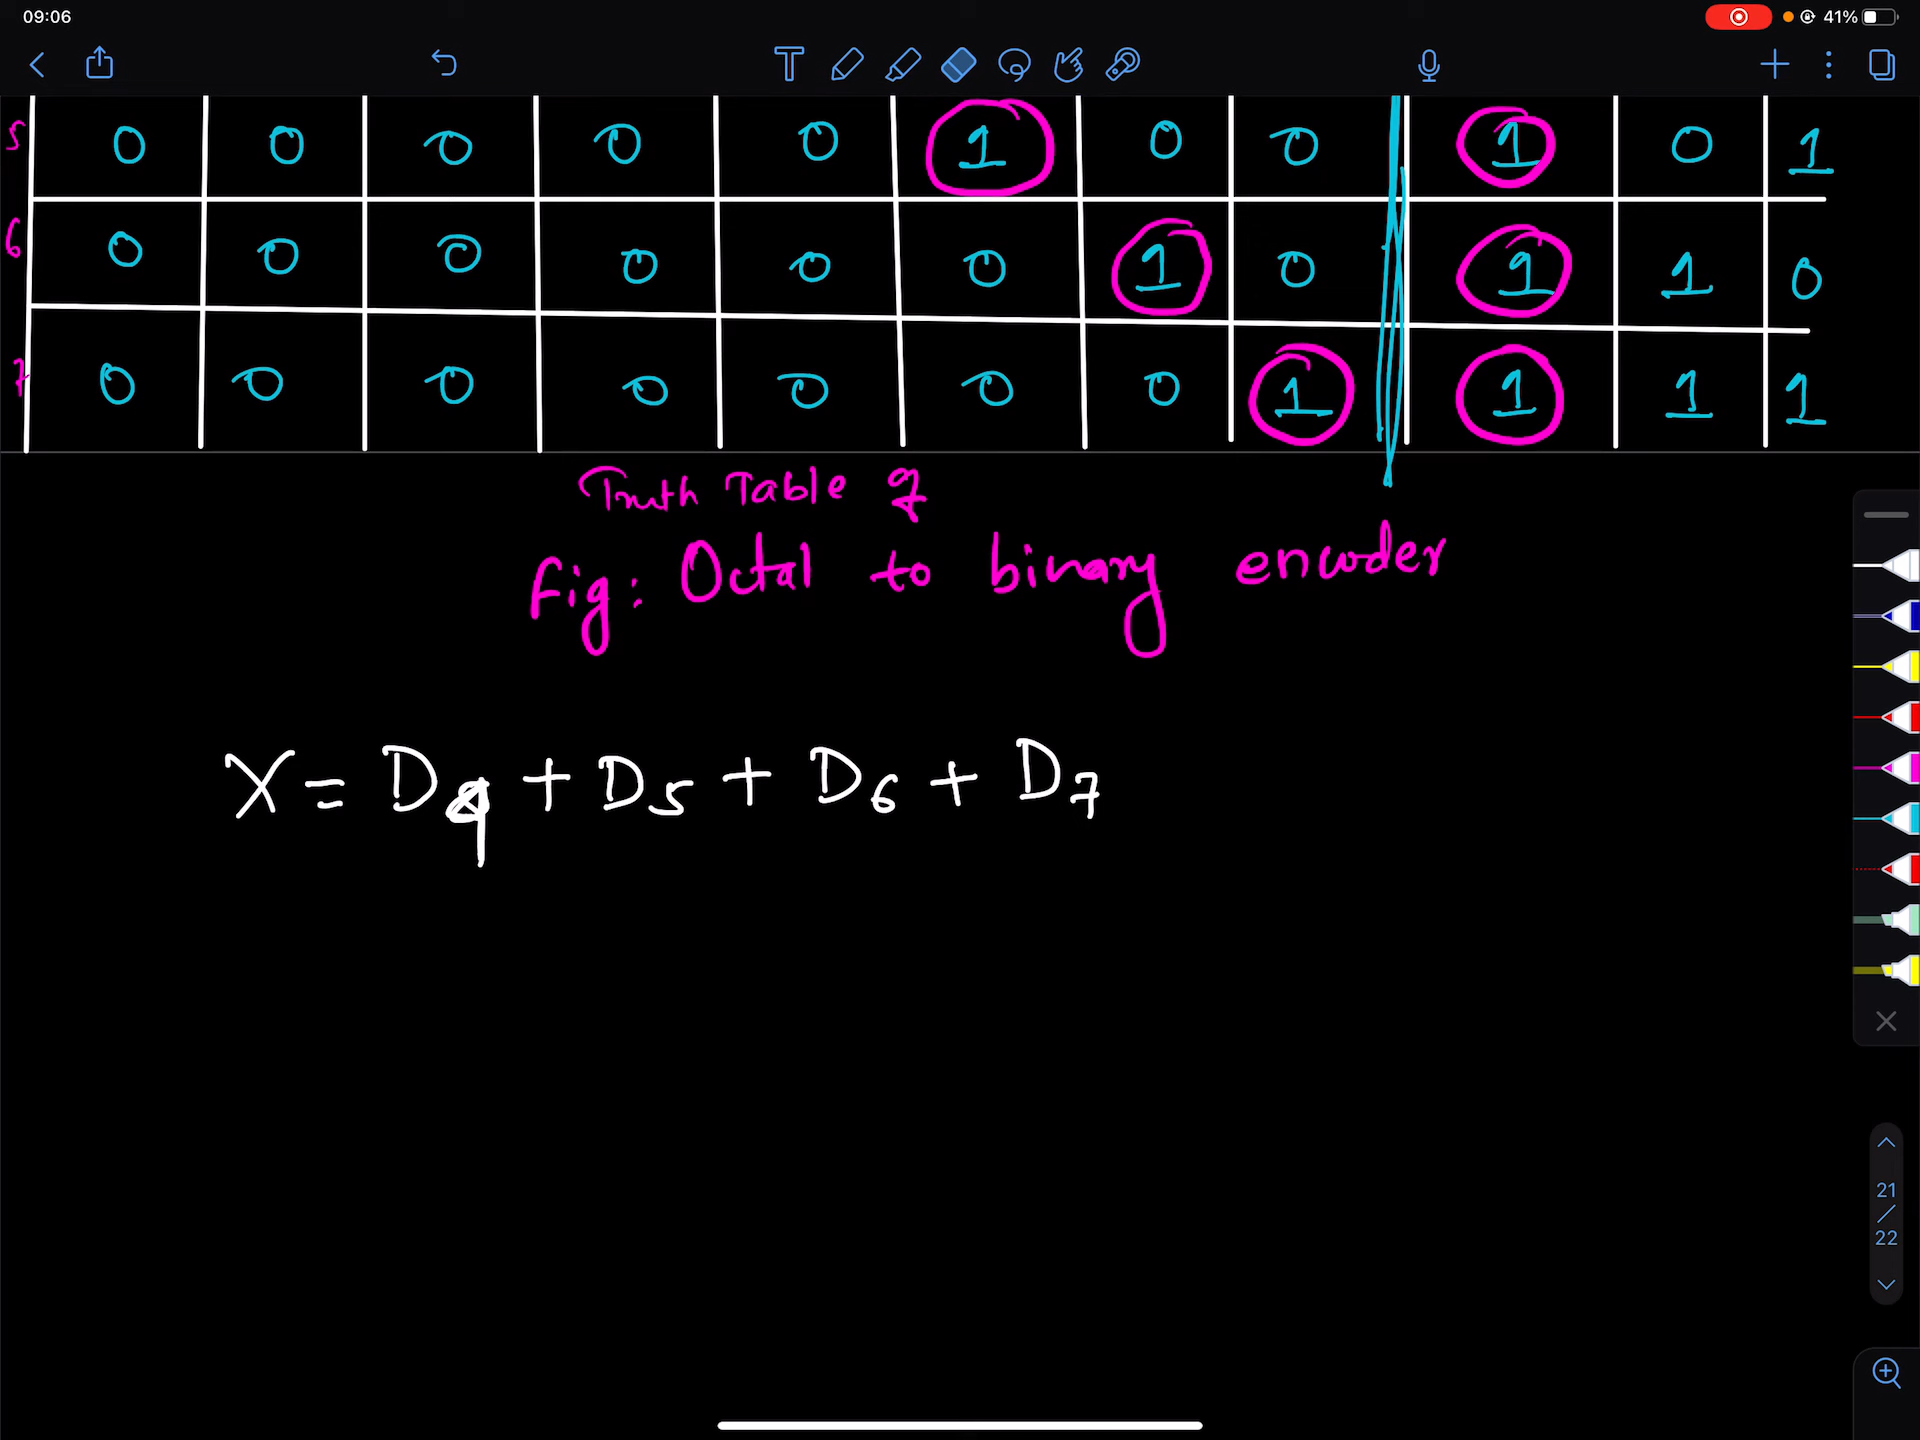 09:06 41%
T
5 0 0 0 0 0 1 0 0 1 0 1
6 0 0 0 0 0 0 1 0 1 1 0
7 0 0 0 0 0 0 0 1 1 1 1
Truth Table of
fig: Octal to binary encoder
X = D4 + D5 + D6 + D7
21
/
22